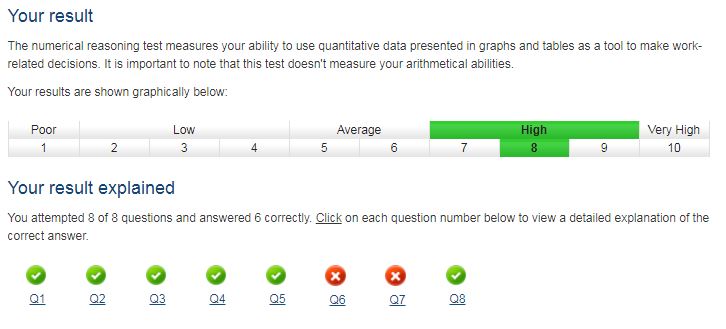 Your result
The numerical reasoning test measures your ability to use quantitative data presented in graphs and tables as a tool to make work-
related decisions. It is important to note that this test doesn't measure your arithmetical abilities.
Your results are shown graphically below:
Poor Low Average High Very High
1 2 3 4 5 6 7 8 9 10
Your result explained
You attempted 8 of 8 questions and answered 6 correctly. Click on each question number below to view a detailed explanation of the
correct answer.
Q1 Q2 Q3 Q4 Q5 Q6 Q7 Q8